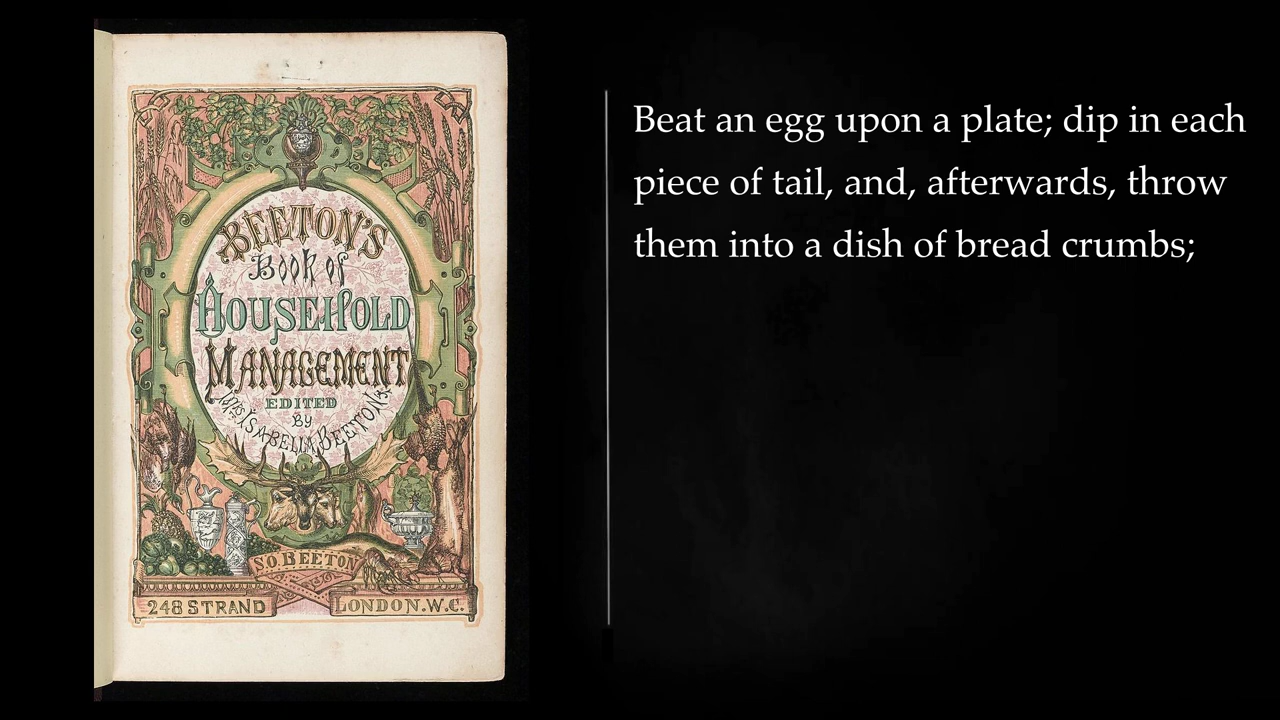 BEETON'S
Book of
HOUSEHOLD
MANAGEMENT
EDITED
BY
MRS ISABELLA BEETON
S.O. BEETON
248 STRAND
LONDON. W.C.
Beat an egg upon a plate; dip in each
piece of tail, and, afterwards, throw
them into a dish of bread crumbs;